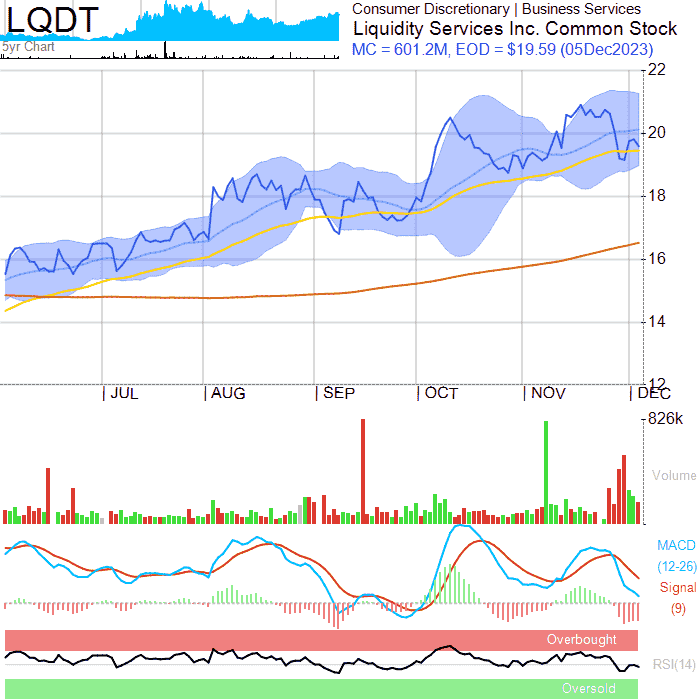 LQDT
5yr Chart
Consumer Discretionary | Business Services
Liquidity Services Inc. Common Stock
MC = 601.2M, EOD = $19.59 (05Dec2023)
22
20
18
16
14
12
JUL AUG SEP OCT NOV DEC
826k
Volume
MACD
(12-26)
Signal
(9)
Overbought
RSI(14)
Oversold